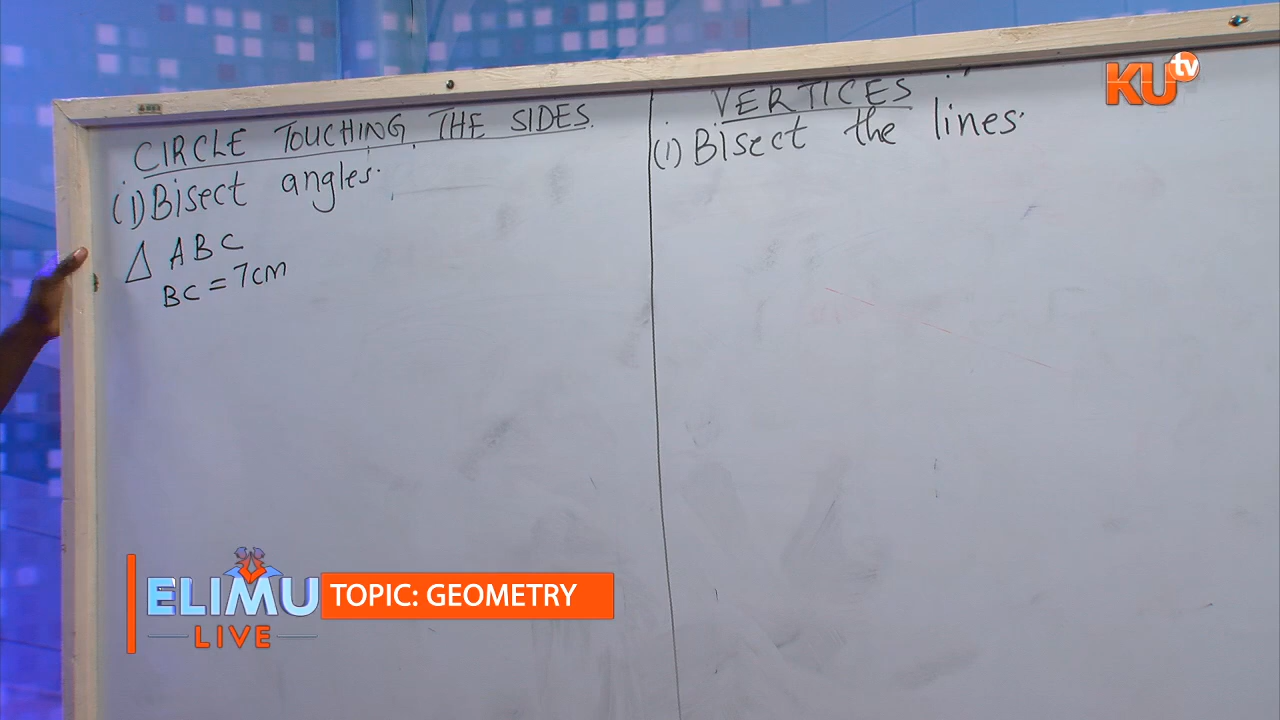 CIRCLE TOUCHING THE SIDES.
(i) Bisect angles.
△ ABC
BC = 7cm
" VERTICES "
(i) Bisect the lines.
KU tv
ELIMU
LIVE
TOPIC: GEOMETRY